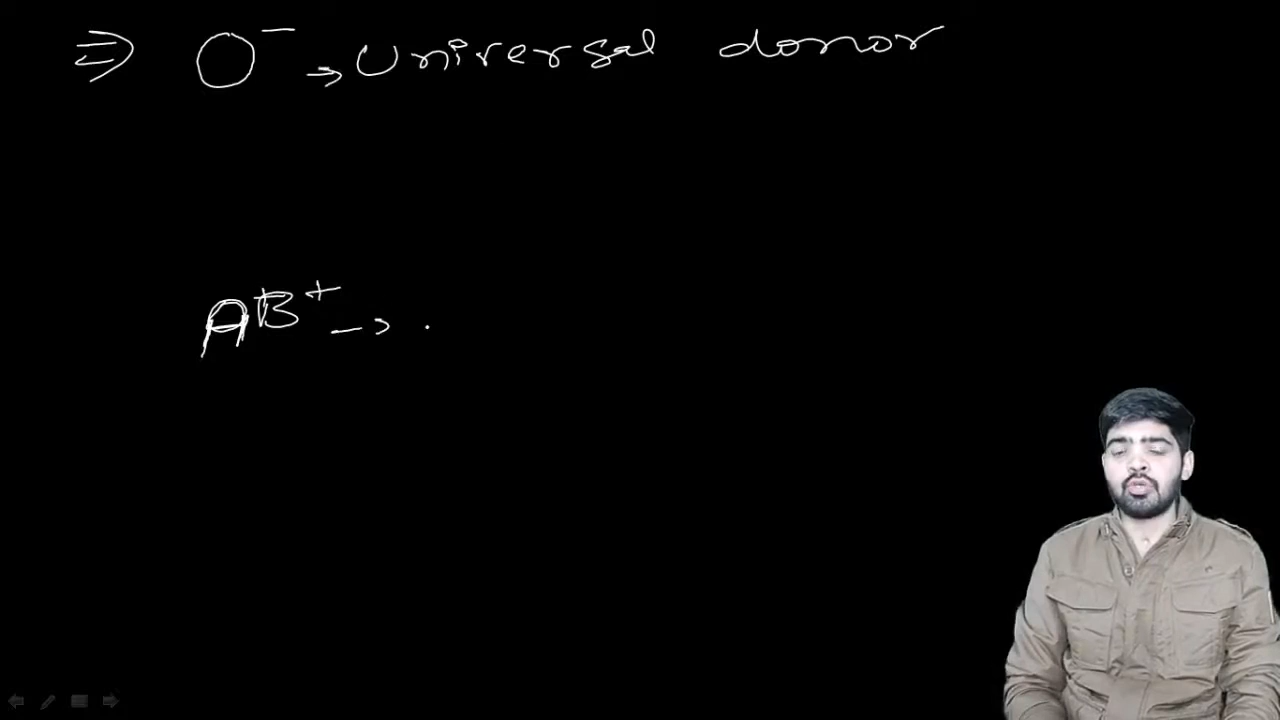 ⇒ O⁻ → Universal donor
AB⁺ → .